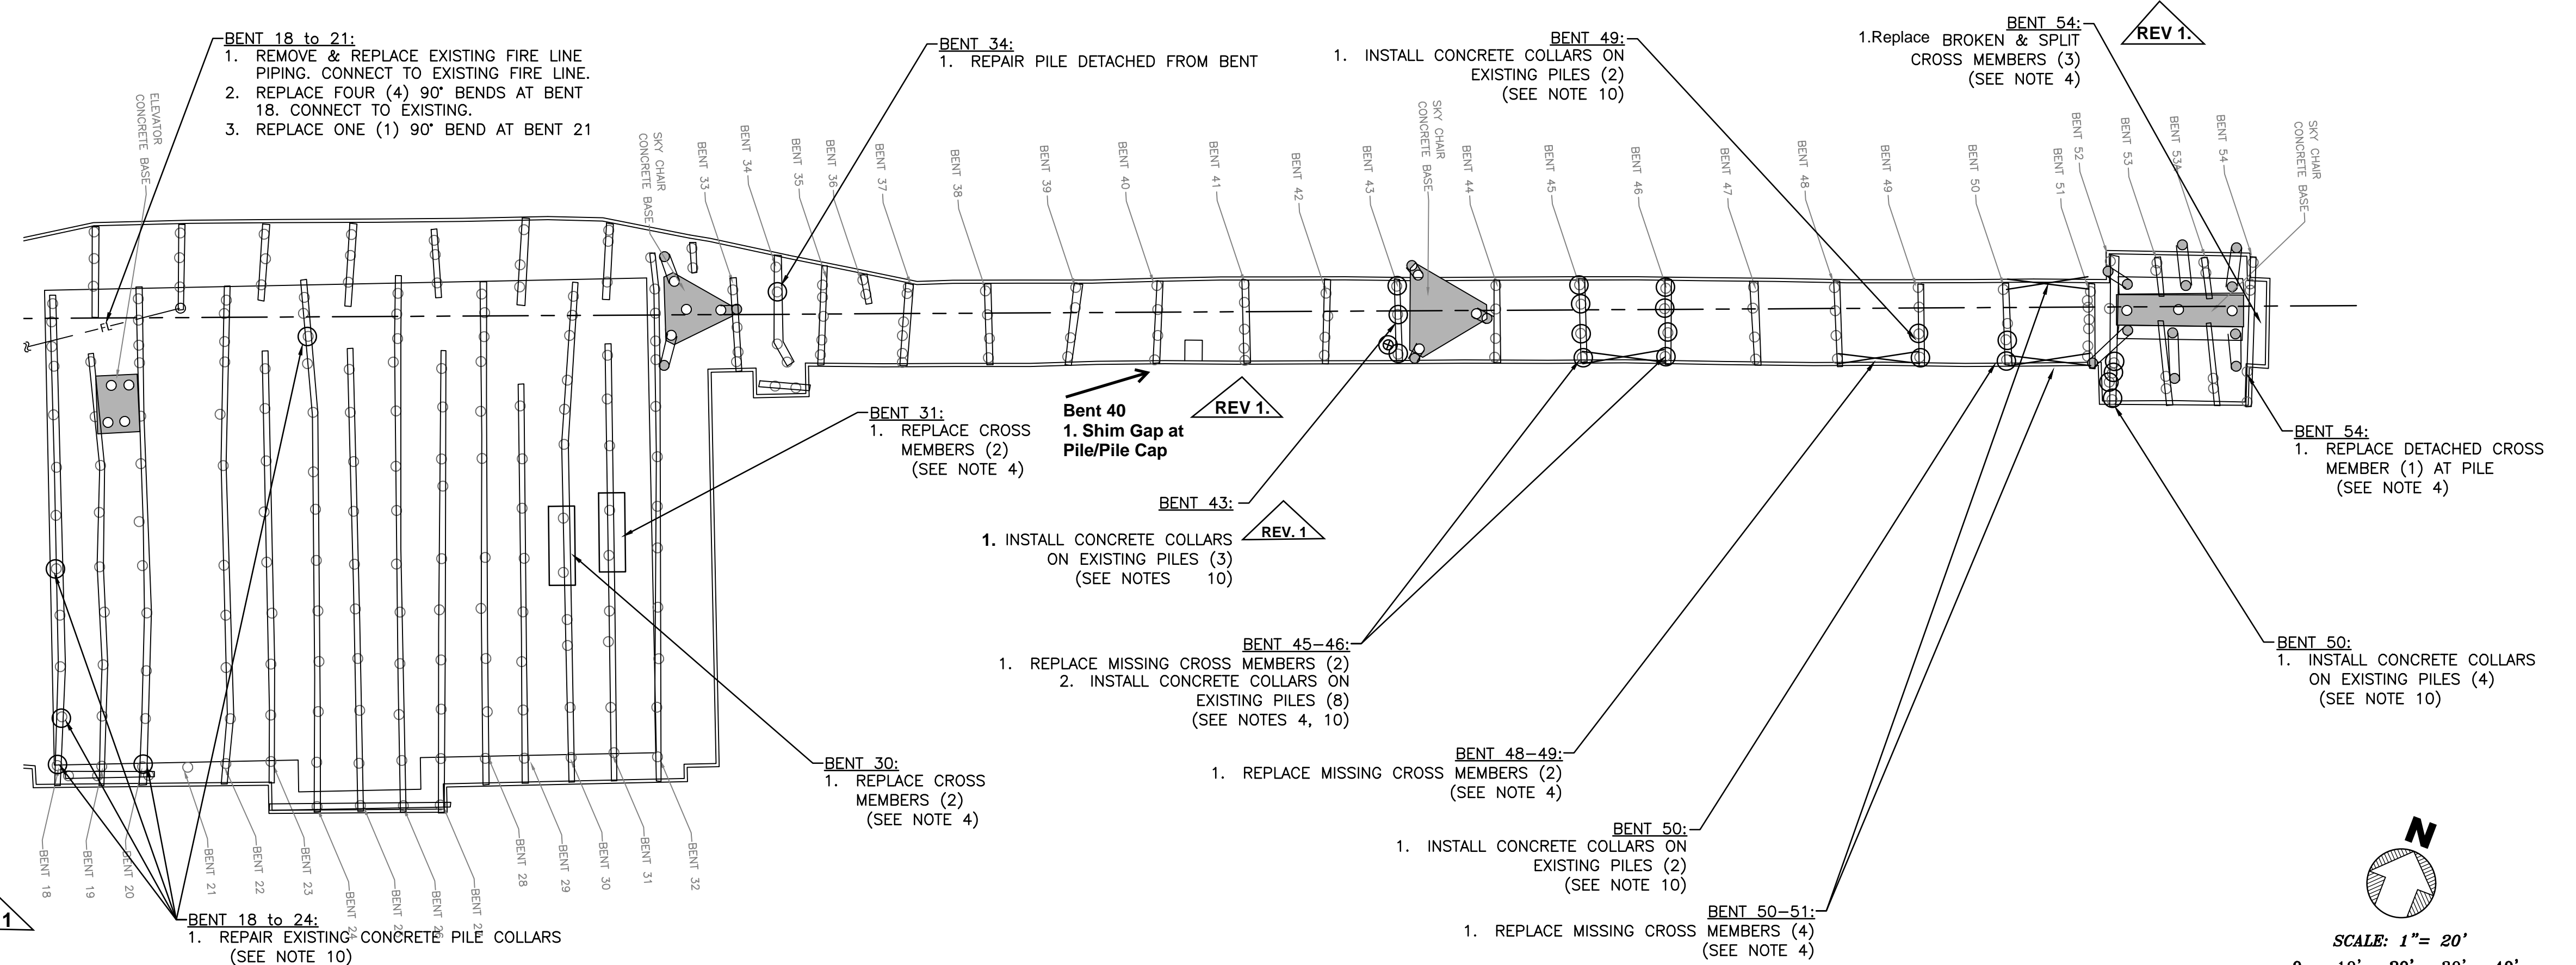 BENT 18 to 21:
1. REMOVE & REPLACE EXISTING FIRE LINE
PIPING. CONNECT TO EXISTING FIRE LINE.
2. REPLACE FOUR (4) 90° BENDS AT BENT
18. CONNECT TO EXISTING.
3. REPLACE ONE (1) 90° BEND AT BENT 21
BENT 34:
1. REPAIR PILE DETACHED FROM BENT
BENT 49:
1. INSTALL CONCRETE COLLARS ON
EXISTING PILES (2)
(SEE NOTE 10)
BENT 54:
1.Replace BROKEN & SPLIT
CROSS MEMBERS (3)
(SEE NOTE 4)
REV 1.
ELEVATOR
CONCRETE BASE
SKY CHAIR
CONCRETE BASE
BENT 33
BENT 34
BENT 35
BENT 36
BENT 37
BENT 38
BENT 39
BENT 40
BENT 41
BENT 42
BENT 43
SKY CHAIR
CONCRETE BASE
BENT 44
BENT 45
BENT 46
BENT 47
BENT 48
BENT 49
BENT 50
BENT 51
BENT 52
BENT 53
BENT 53A
BENT 54
SKY CHAIR
CONCRETE BASE
FL
BENT 31:
1. REPLACE CROSS
MEMBERS (2)
(SEE NOTE 4)
Bent 40
1. Shim Gap at
Pile/Pile Cap
REV 1.
BENT 43:
1. INSTALL CONCRETE COLLARS
ON EXISTING PILES (3)
(SEE NOTES 10)
REV. 1
BENT 54:
1. REPLACE DETACHED CROSS
MEMBER (1) AT PILE
(SEE NOTE 4)
BENT 45-46:
1. REPLACE MISSING CROSS MEMBERS (2)
2. INSTALL CONCRETE COLLARS ON
EXISTING PILES (8)
(SEE NOTES 4, 10)
BENT 50:
1. INSTALL CONCRETE COLLARS
ON EXISTING PILES (4)
(SEE NOTE 10)
BENT 30:
1. REPLACE CROSS
MEMBERS (2)
(SEE NOTE 4)
BENT 48-49:
1. REPLACE MISSING CROSS MEMBERS (2)
(SEE NOTE 4)
BENT 50:
1. INSTALL CONCRETE COLLARS ON
EXISTING PILES (2)
(SEE NOTE 10)
BENT 50-51:
1. REPLACE MISSING CROSS MEMBERS (4)
(SEE NOTE 4)
BENT 18
BENT 19
BENT 20
BENT 21
BENT 22
BENT 23
BENT 24
BENT
BENT
BENT
BENT 28
BENT 29
BENT 30
BENT 31
BENT 32
1
BENT 18 to 24:
1. REPAIR EXISTING CONCRETE PILE COLLARS
(SEE NOTE 10)
N
SCALE: 1"= 20'